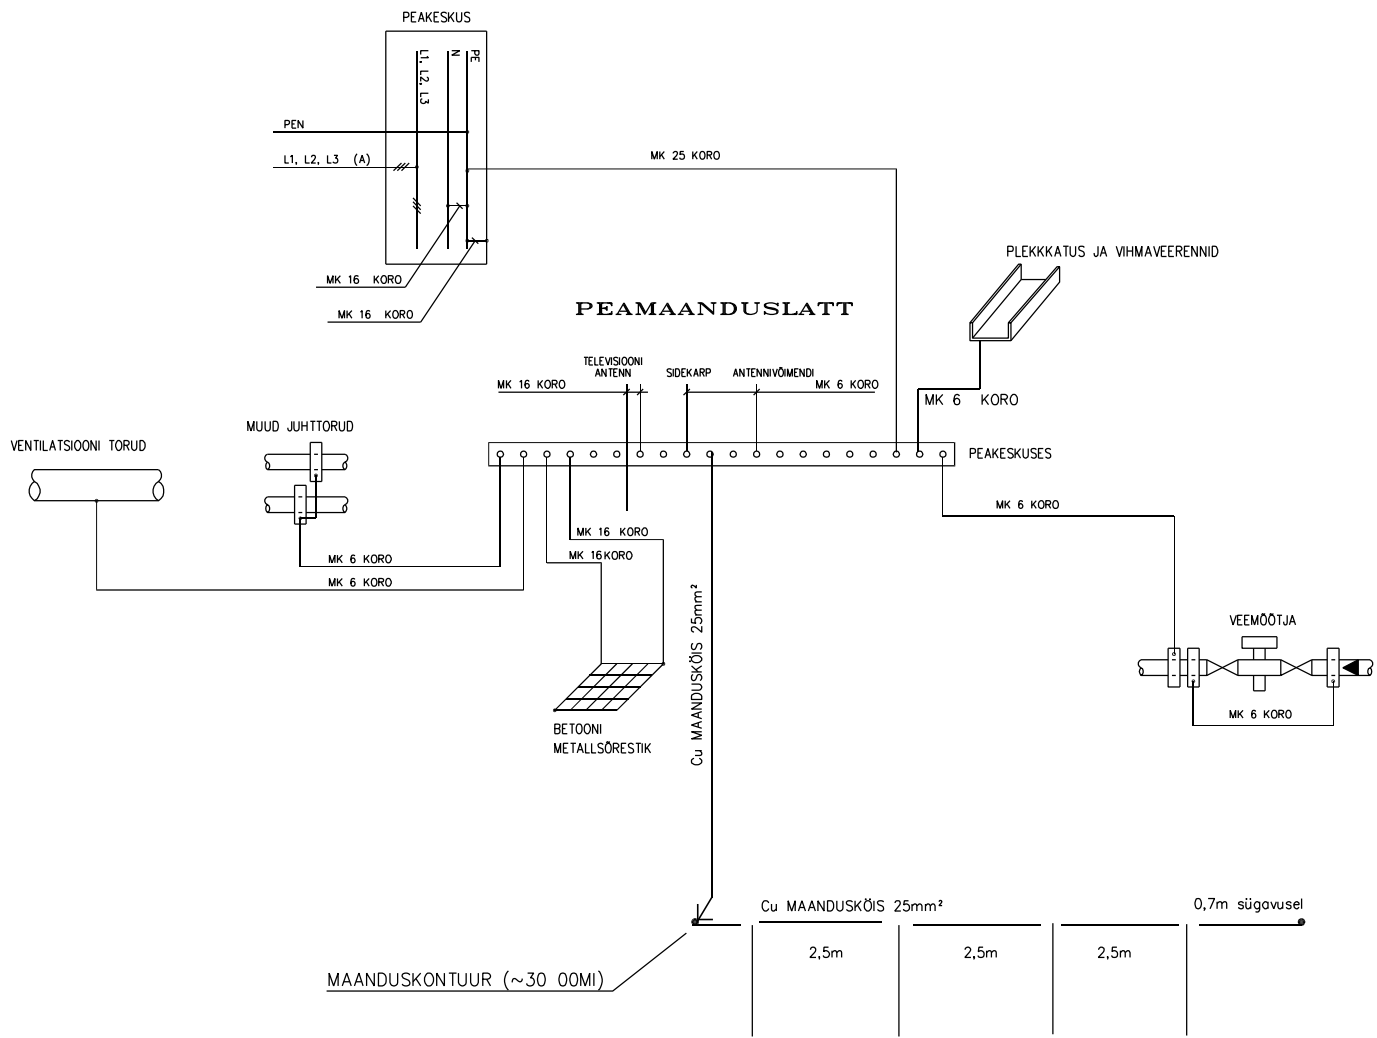 PEAKESKUS
L1, L2, L3
N
PE
PEN
L1, L2, L3 (A)
MK 25 KORO
MK 16 KORO
MK 16 KORO
PLEKKKATUS JA VIHMAVEERENNID
PEAMAANDUSLATT
TELEVISIOONI
ANTENN
SIDEKARP
ANTENNIVÕIMENDI
MK 16 KORO
MK 6 KORO
MK 6 KORO
MUUD JUHTTORUD
VENTILATSIOONI TORUD
PEAKESKUSES
MK 6 KORO
MK 16 KORO
MK 16 KORO
MK 6 KORO
MK 6 KORO
Cu MAANDUSKÖIS 25mm²
VEEMÕÕTJA
MK 6 KORO
BETOONI
METALLSÕRESTIK
Cu MAANDUSKÖIS 25mm²
0,7m sügavusel
2,5m
2,5m
2,5m
MAANDUSKONTUUR (~30 OOMI)